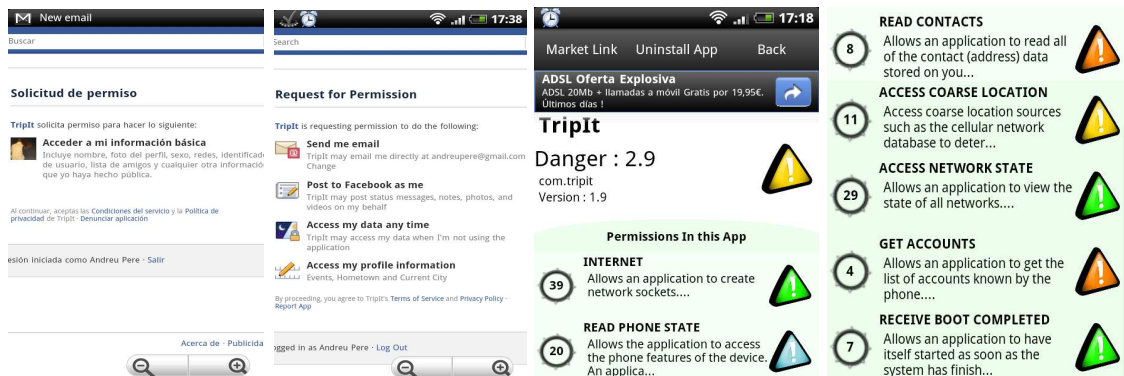 New email
Buscar
Solicitud de permiso
TripIt solicita permiso para hacer lo siguiente:
Acceder a mi información básica
Incluye nombre, foto del perfil, sexo, redes, identificado
de usuario, lista de amigos y cualquier otra informació
que yo haya hecho pública.
Al continuar, aceptas las Condiciones del servicio y la Política de
privacidad de TripIt · Denunciar aplicación
esión iniciada como Andreu Pere · Salir
Acerca de · Publicida
17:38
Search
Request for Permission
TripIt is requesting permission to do the following:
Send me email
TripIt may email me directly at andreupere@gmail.com
Change
Post to Facebook as me
TripIt may post status messages, notes, photos, and
videos on my behalf
Access my data any time
TripIt may access my data when I'm not using the
application
Access my profile information
Events, Hometown and Current City
By proceeding, you agree to TripIt's Terms of Service and Privacy Policy ·
Report App
ogged in as Andreu Pere · Log Out
17:18
Market Link Uninstall App Back
ADSL Oferta Explosiva
ADSL 20Mb + llamadas a móvil Gratis por 19,95€.
Últimos días !
TripIt
Danger : 2.9
com.tripit
Version : 1.9
Permissions In this App
39
INTERNET
Allows an application to create
network sockets....
20
READ PHONE STATE
Allows the application to access
the phone features of the device.
An applica...
8
READ CONTACTS
Allows an application to read all
of the contact (address) data
stored on you...
11
ACCESS COARSE LOCATION
Access coarse location sources
such as the cellular network
database to deter...
29
ACCESS NETWORK STATE
Allows an application to view the
state of all networks....
4
GET ACCOUNTS
Allows an application to get the
list of accounts known by the
phone....
7
RECEIVE BOOT COMPLETED
Allows an application to have
itself started as soon as the
system has finish...